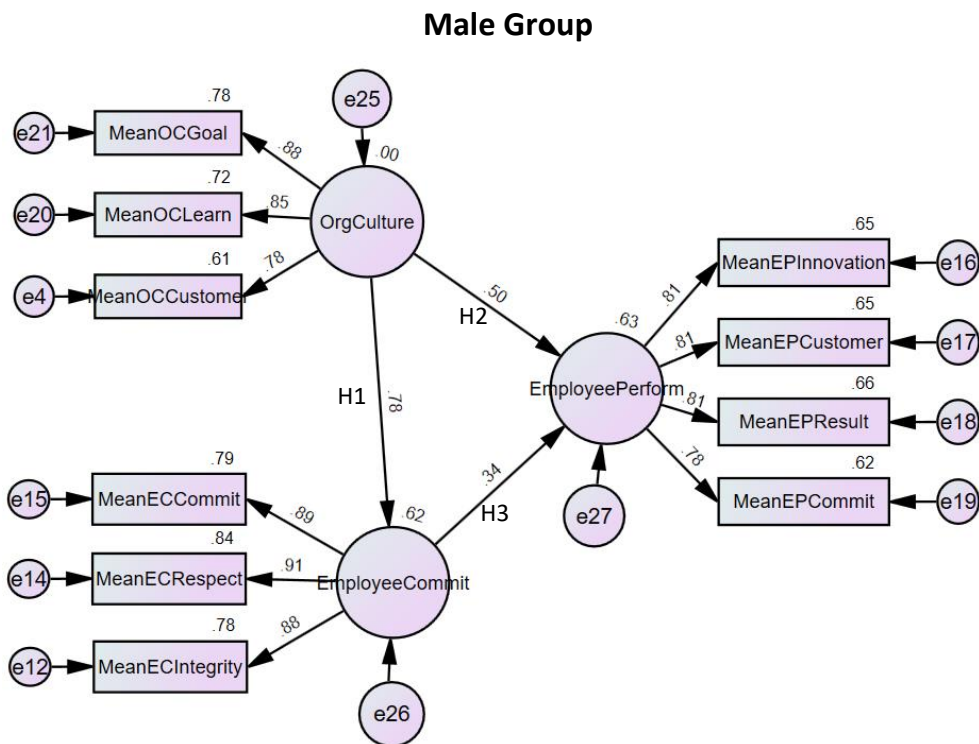 Male Group
e25
.78
e21
MeanOCGoal
.88
.00
.72
e20
MeanOCLearn
.85
OrgCulture
.61
.78
e4
MeanOCCustomer
.65
MeanEPInnovation
e16
.50
H2
.81
.63
.65
MeanEPCustomer
e17
.81
EmployeePerform
H1
.78
.66
.81
MeanEPResult
e18
.78
.62
MeanEPCommit
e19
.34
H3
e27
.79
e15
MeanECCommit
.89
.62
.84
e14
MeanECRespect
.91
EmployeeCommit
.78
.88
e12
MeanECIntegrity
e26